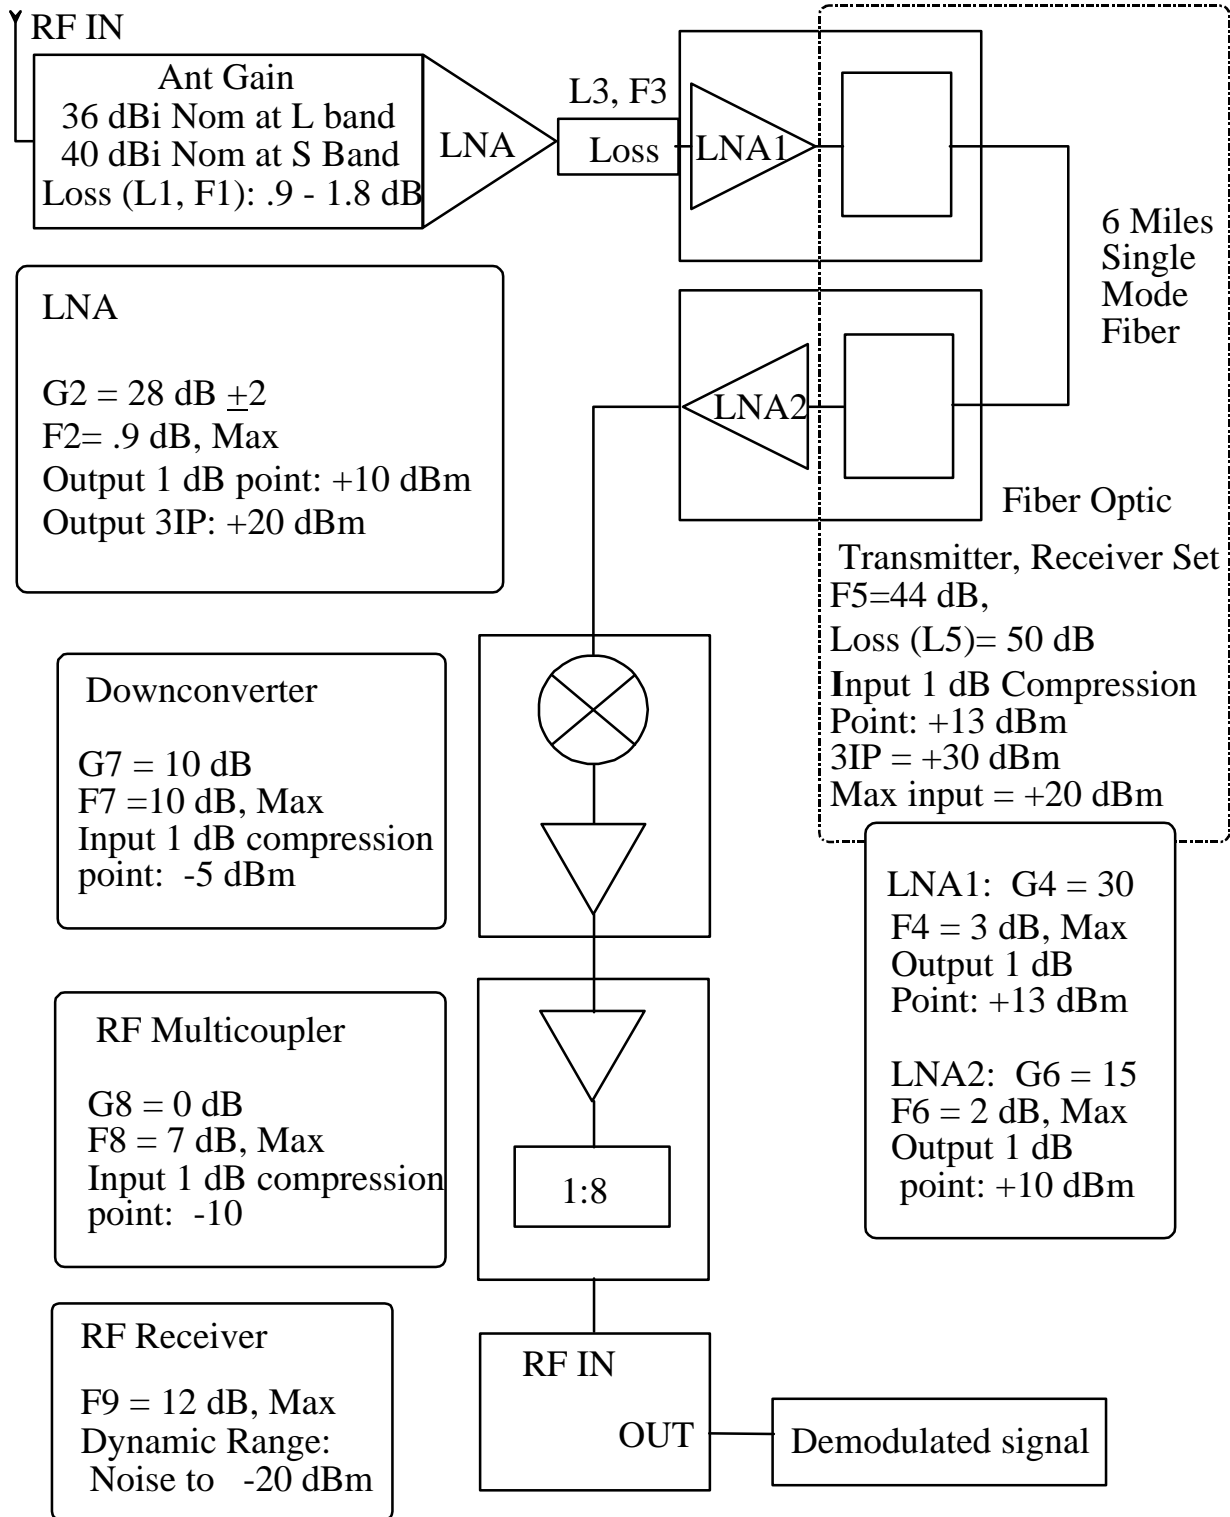 RF IN
Ant Gain
36 dBi Nom at L band
40 dBi Nom at S Band
Loss (L1, F1): .9 - 1.8 dB
LNA
L3, F3
Loss
LNA1
6 Miles
Single
Mode
Fiber
LNA2
LNA
G2 = 28 dB ±2
F2= .9 dB, Max
Output 1 dB point: +10 dBm
Output 3IP: +20 dBm
Fiber Optic
Transmitter, Receiver Set
F5=44 dB,
Loss (L5)= 50 dB
Input 1 dB Compression
Point: +13 dBm
3IP = +30 dBm
Max input = +20 dBm
Downconverter
G7 = 10 dB
F7 =10 dB, Max
Input 1 dB compression
point: -5 dBm
LNA1: G4 = 30
F4 = 3 dB, Max
Output 1 dB
Point: +13 dBm
LNA2: G6 = 15
F6 = 2 dB, Max
Output 1 dB
point: +10 dBm
RF Multicoupler
G8 = 0 dB
F8 = 7 dB, Max
Input 1 dB compression
point: -10
1:8
RF Receiver
F9 = 12 dB, Max
Dynamic Range:
Noise to -20 dBm
RF IN
OUT
Demodulated signal